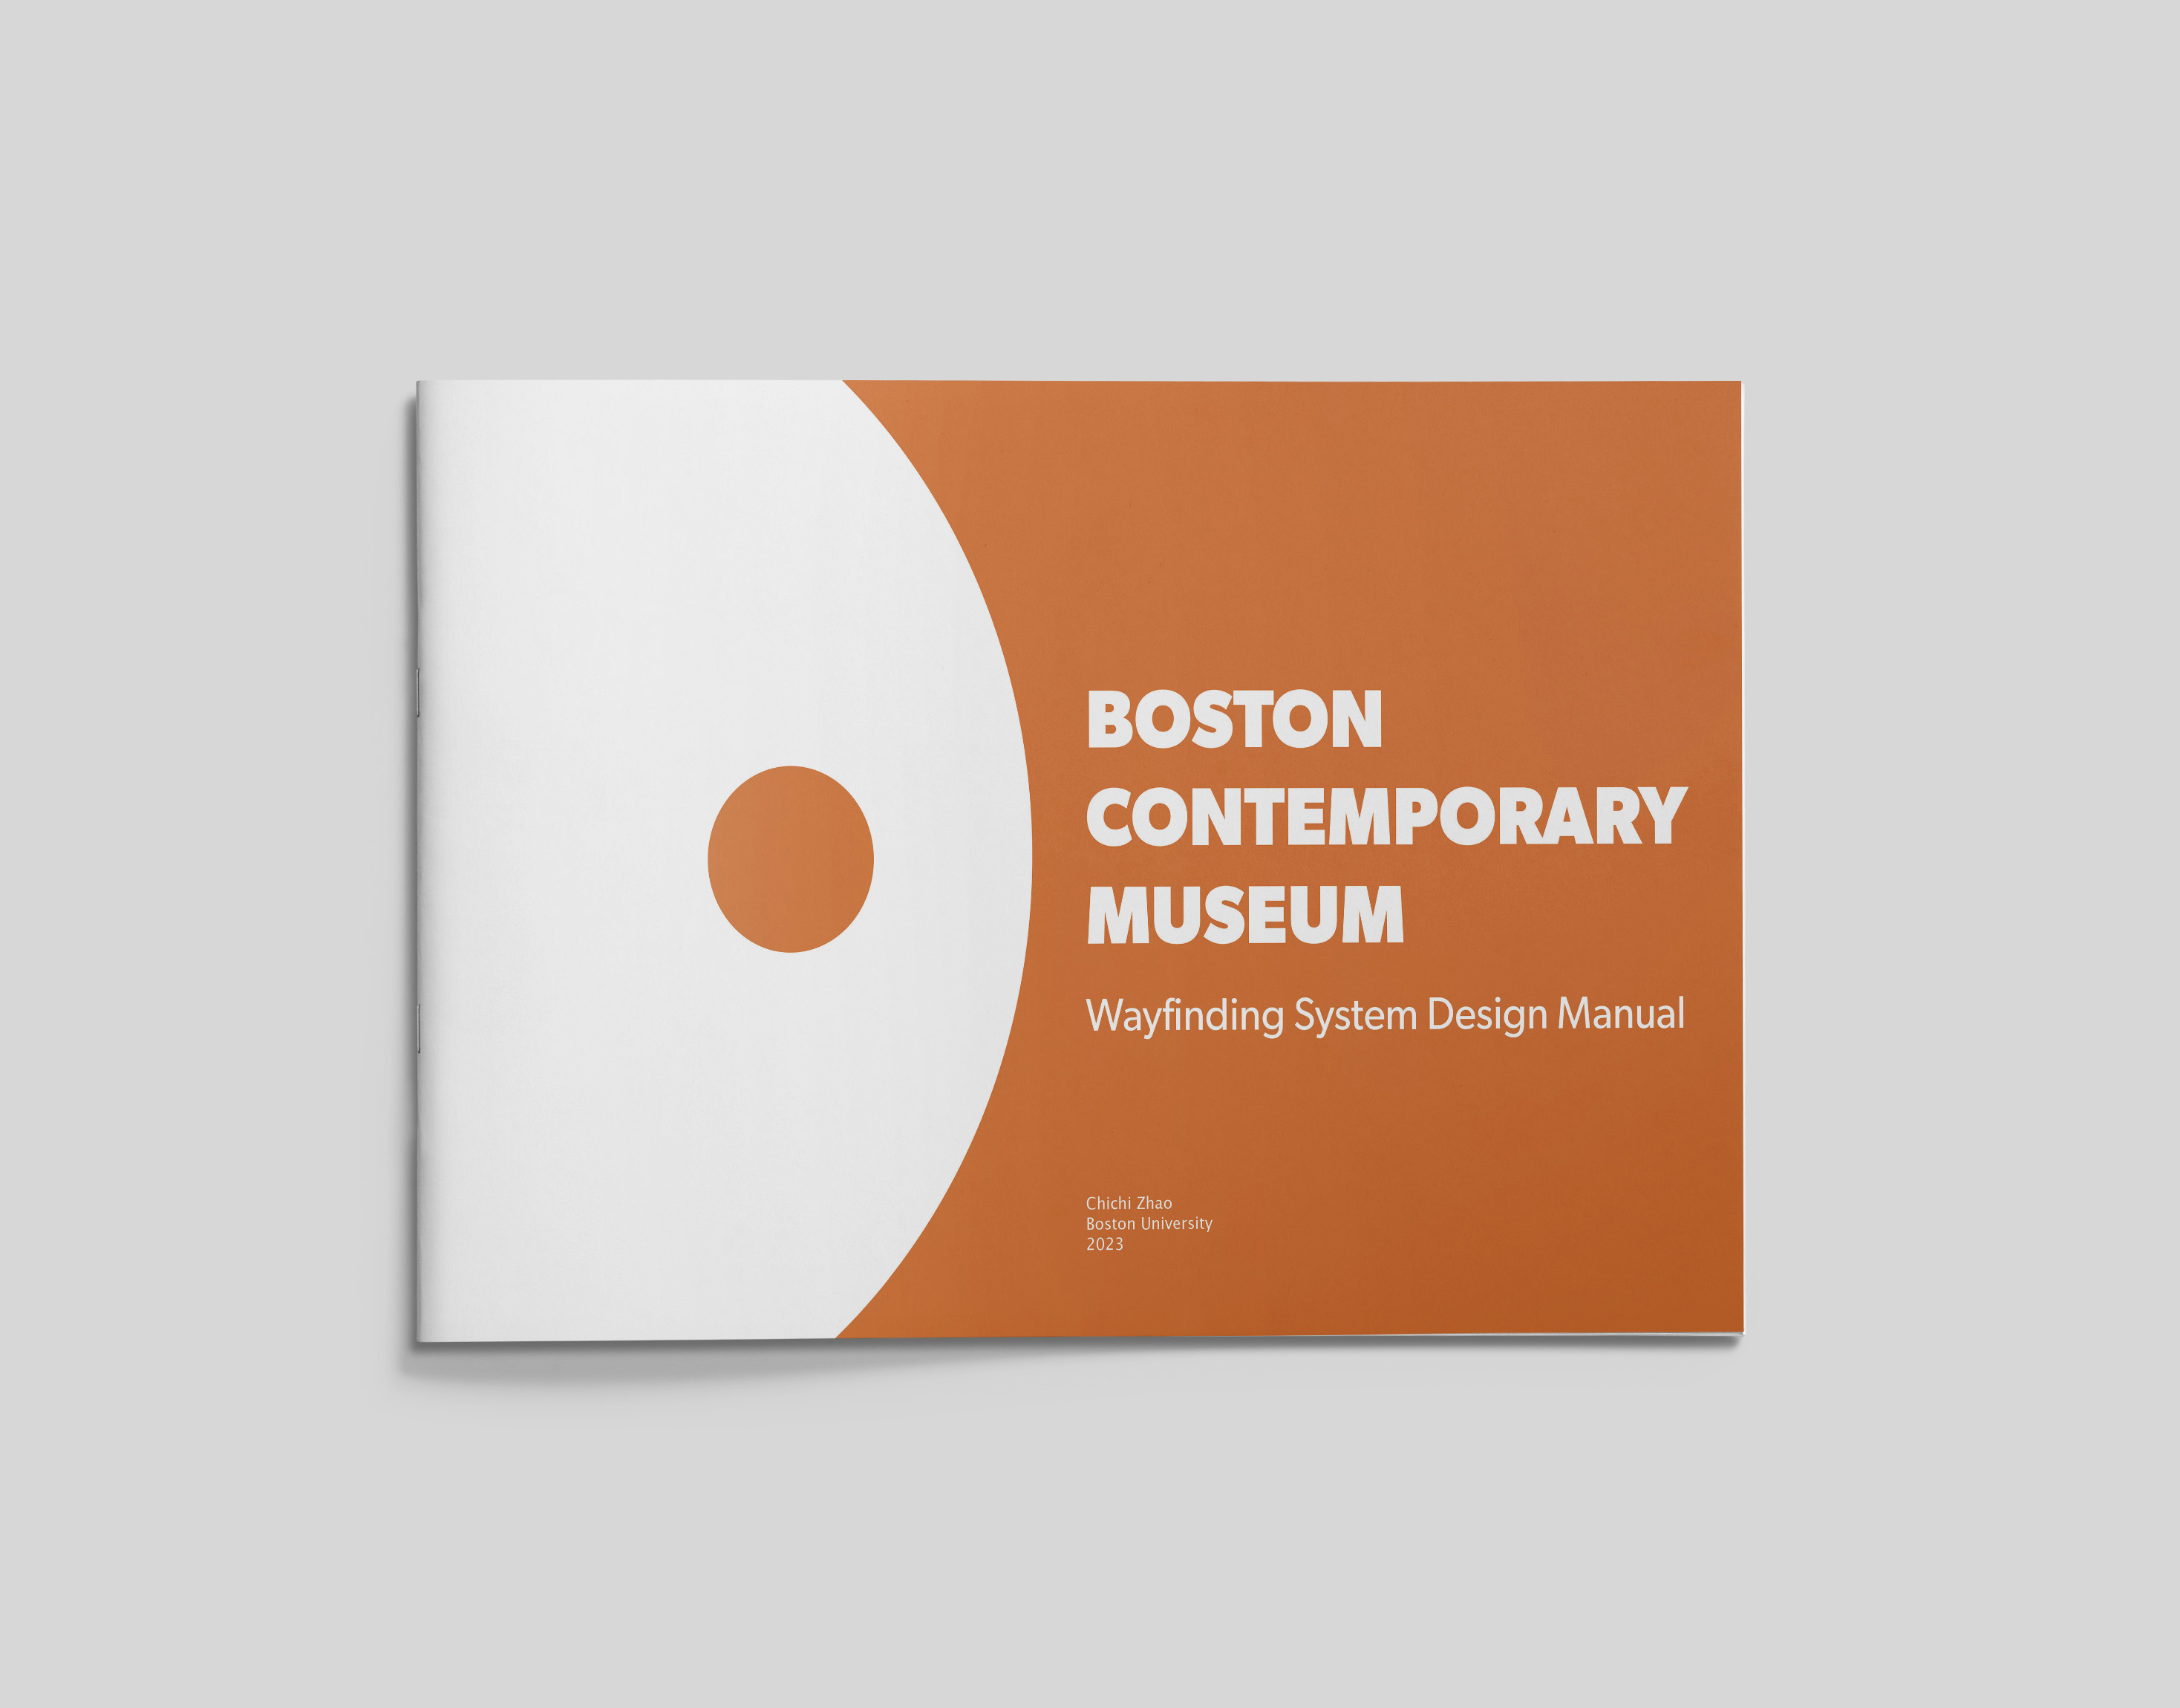 BOSTON
CONTEMPORARY
MUSEUM
Wayfinding System Design Manual
Chichi Zhao
Boston University
2023